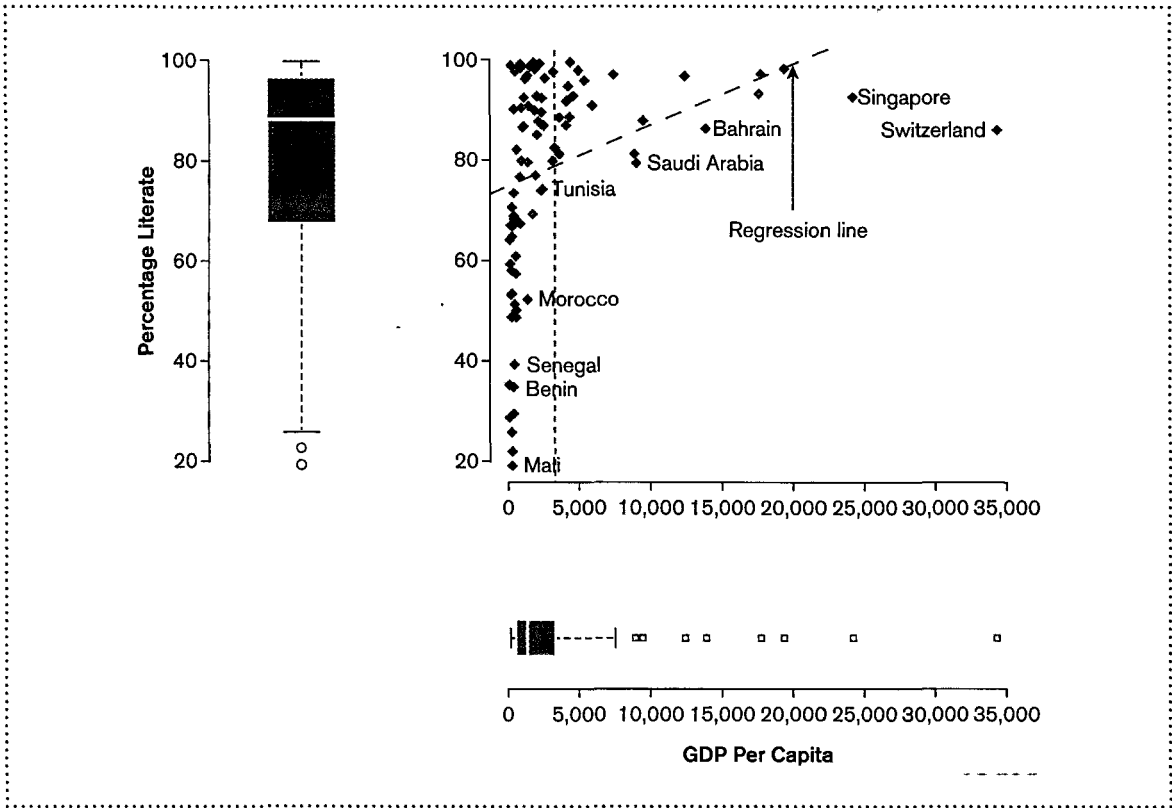 Percentage Literate
100
80
60
40
20
100
80
60
40
20
Singapore
Switzerland
Bahrain
Saudi Arabia
Tunisia
Regression line
Morocco
Senegal
Benin
Mali
0 5,000 10,000 15,000 20,000 25,000 30,000 35,000
0 5,000 10,000 15,000 20,000 25,000 30,000 35,000
GDP Per Capita